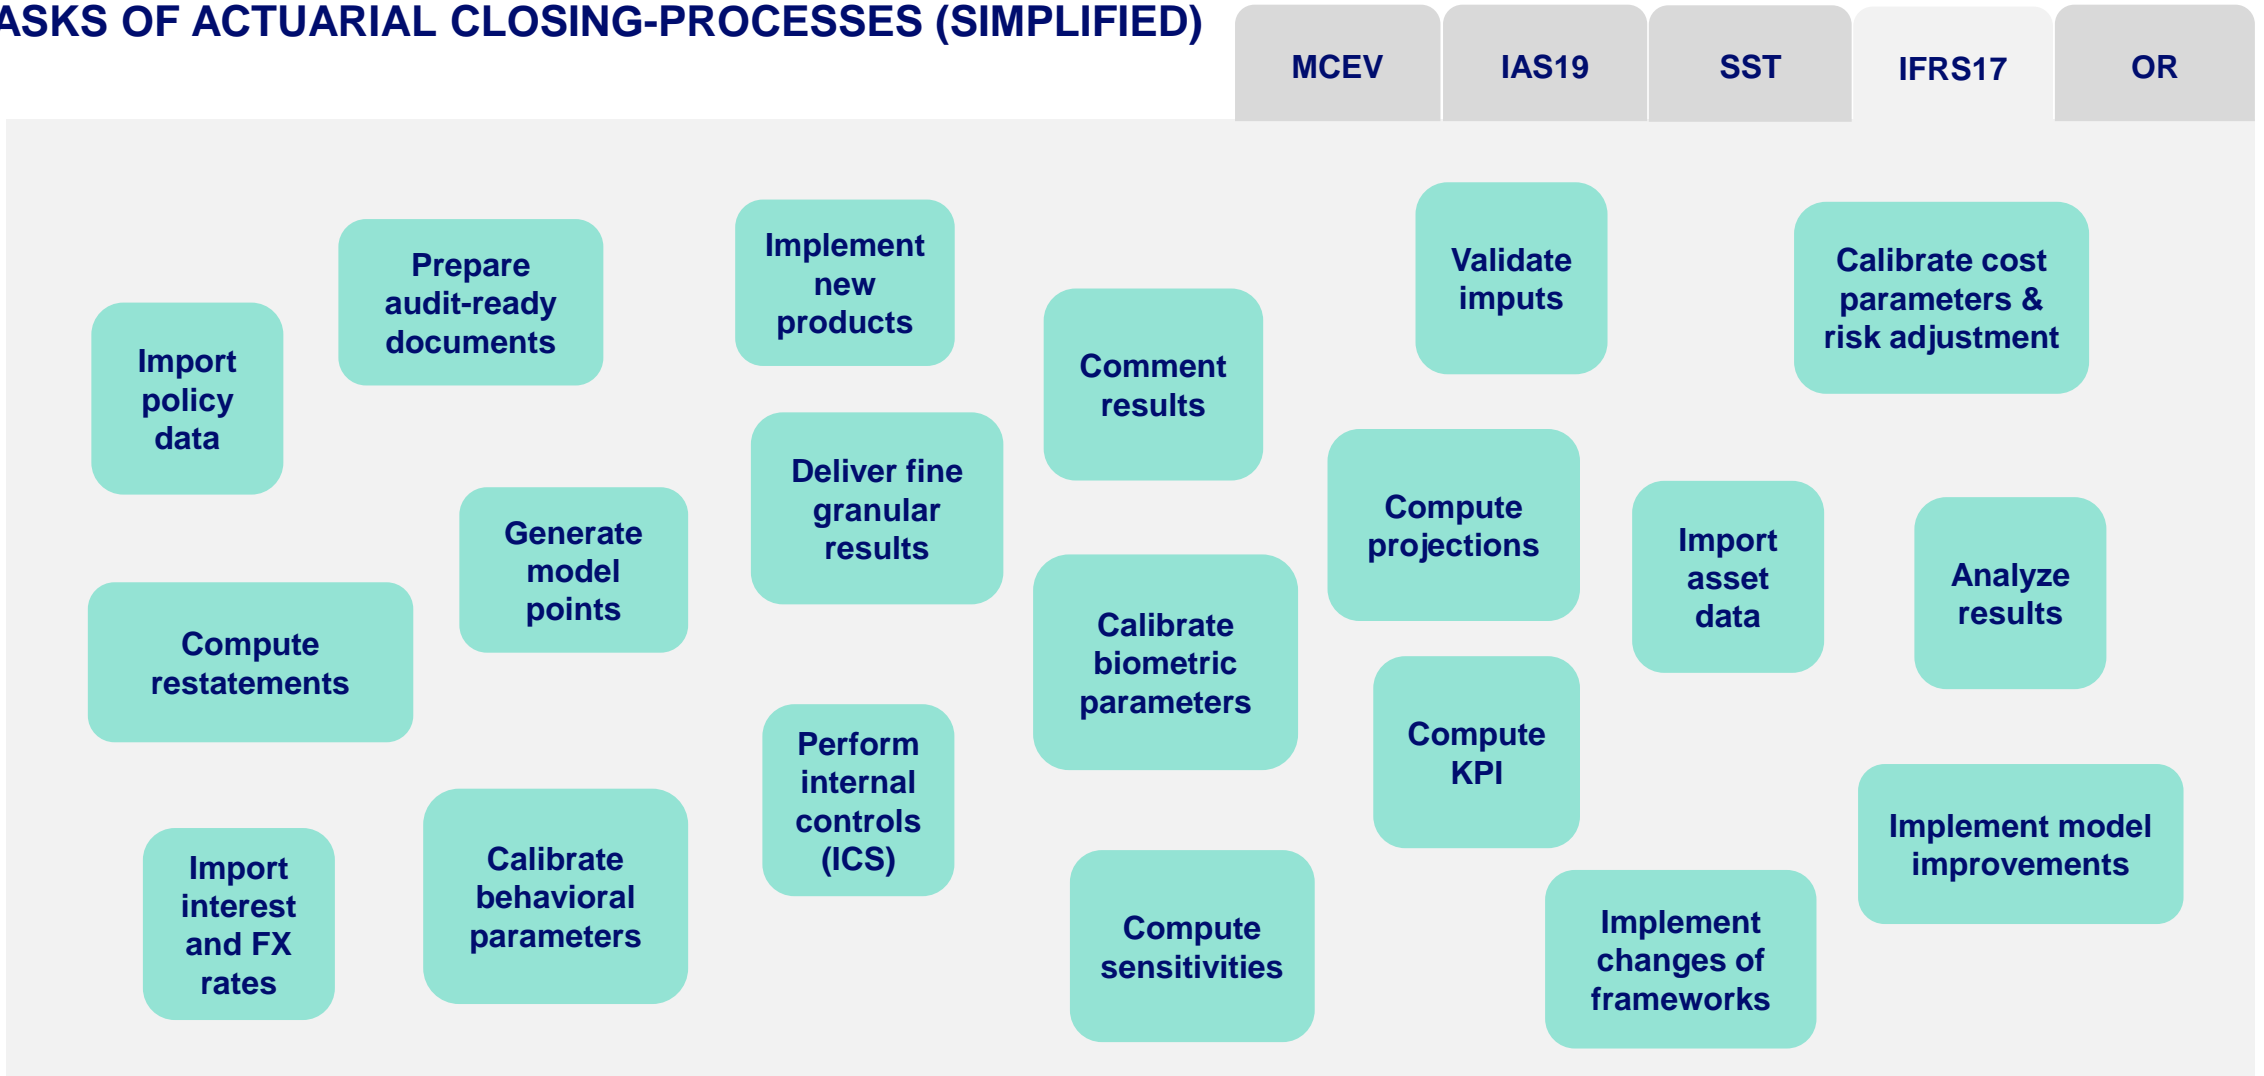 ASKS OF ACTUARIAL CLOSING-PROCESSES (SIMPLIFIED)
MCEV
IAS19
SST
IFRS17
OR
Import
policy
data
Prepare
audit-ready
documents
Implement
new
products
Comment
results
Validate
imputs
Calibrate cost
parameters &
risk adjustment
Compute
restatements
Generate
model
points
Deliver fine
granular
results
Calibrate
biometric
parameters
Compute
projections
Import
asset
data
Analyze
results
Import
interest
and FX
rates
Calibrate
behavioral
parameters
Perform
internal
controls
(ICS)
Compute
sensitivities
Compute
KPI
Implement
changes of
frameworks
Implement model
improvements